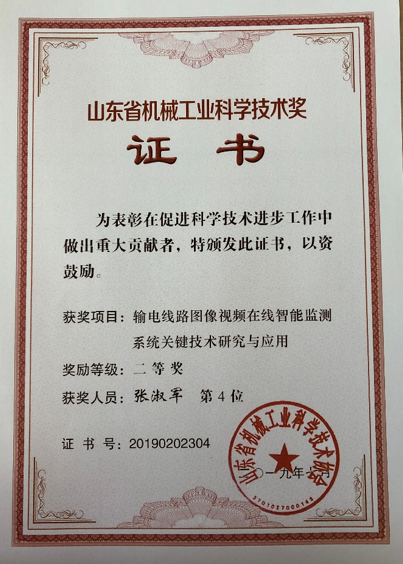 山东省机械工业科学技术奖
证 书
为表彰在促进科学技术进步工作中
做出重大贡献者，特颁发此证书，以资
鼓励。
获奖项目：输电线路图像视频在线智能监测
系统关键技术研究与应用
奖励等级：二等奖
获奖人员：张淑军 第4位
证 书 号：20190202304
山东省机械工业科学技术协会
一九年
月
3701037000148